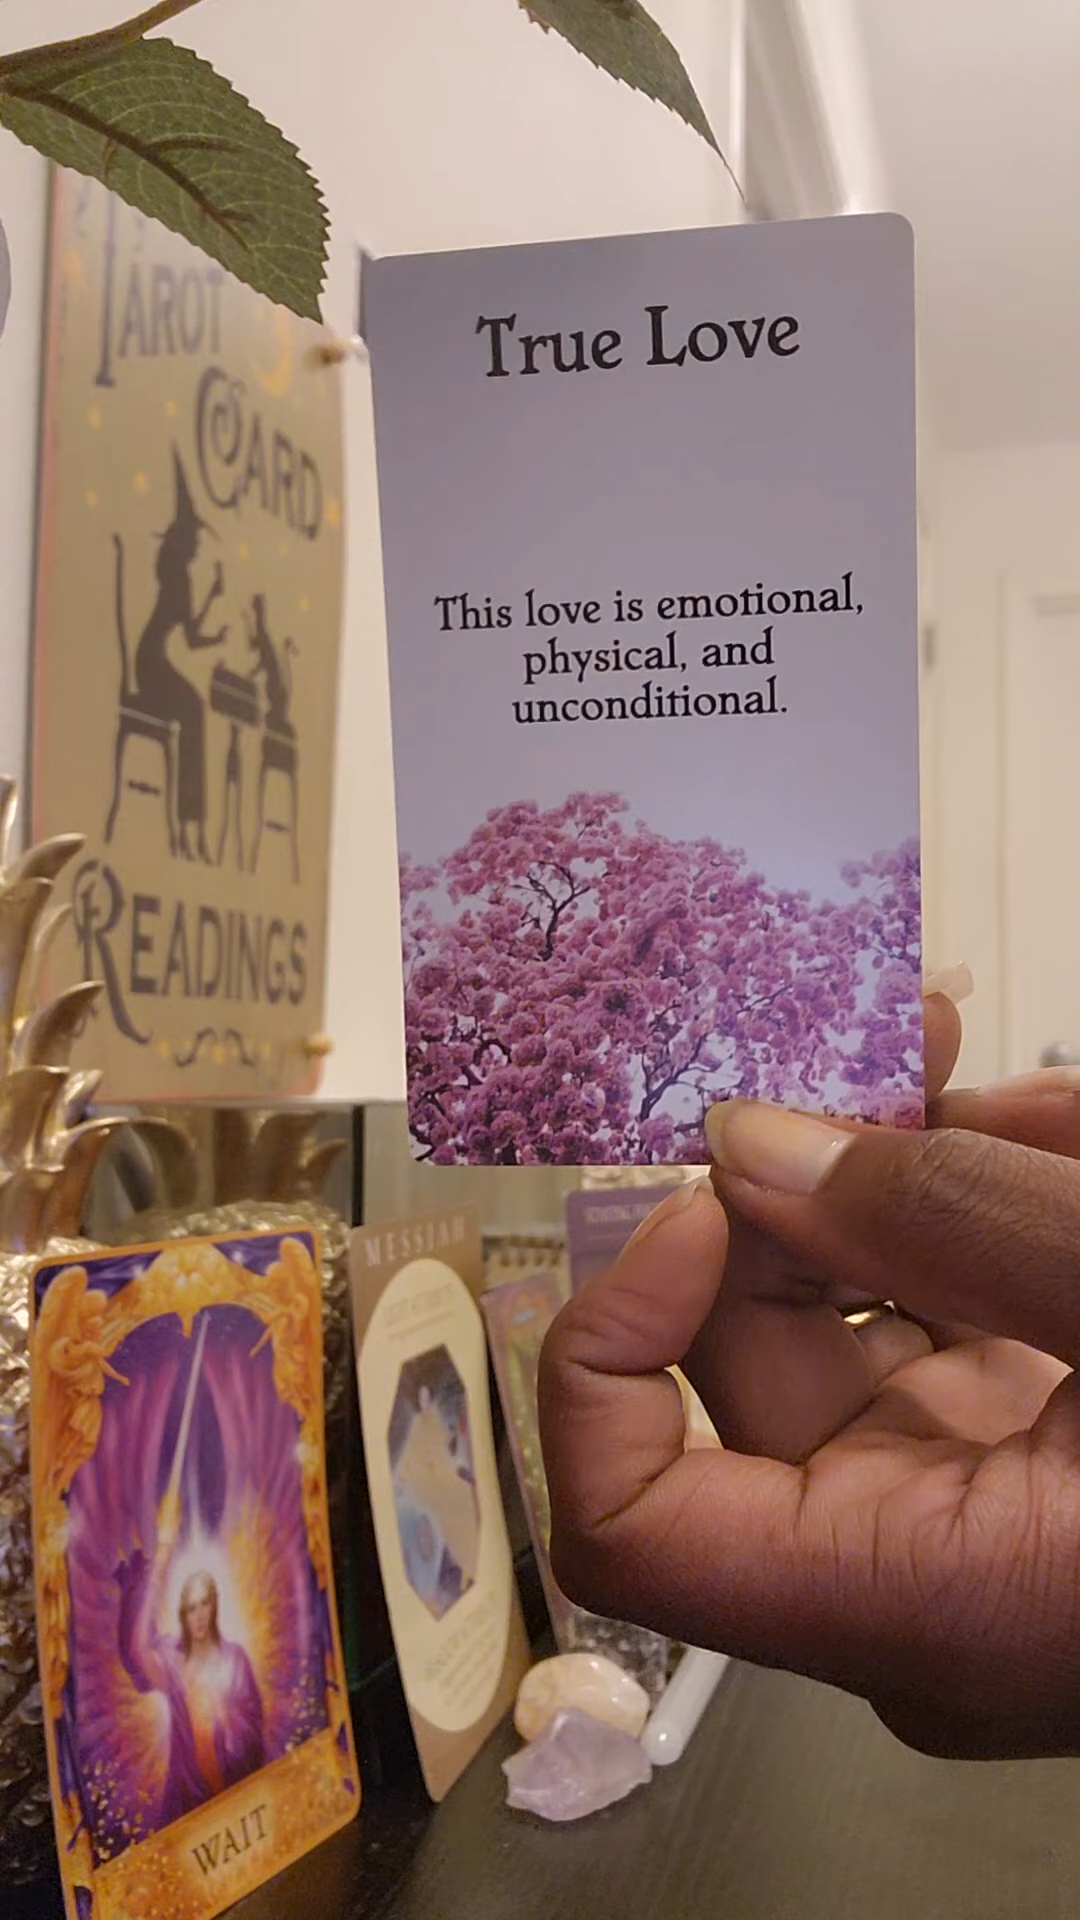 TAROT
CARD
READINGS
True Love
This love is emotional,
physical, and
unconditional.
MESSIAH
WAIT